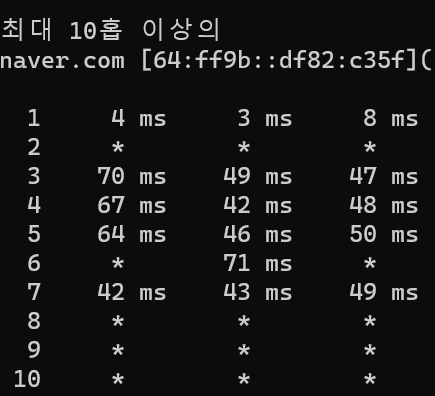 최대 10홉 이상의
naver.com [64:ff9b::df82:c35f](
1 4 ms 3 ms 8 ms
2 * * *
3 70 ms 49 ms 47 ms
4 67 ms 42 ms 48 ms
5 64 ms 46 ms 50 ms
6 * 71 ms *
7 42 ms 43 ms 49 ms
8 * * *
9 * * *
10 * * *